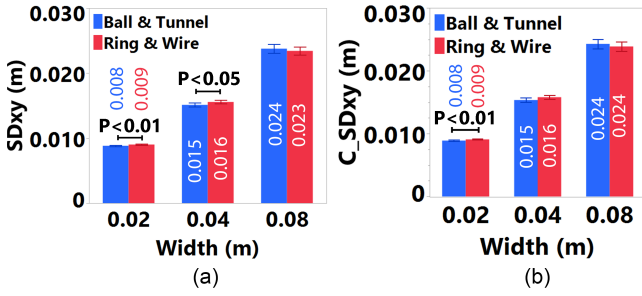 0.030
0.020
0.010
0
SDxy (m)
Ball & Tunnel
Ring & Wire
0.008
0.009
P<0.01
P<0.05
0.015
0.016
0.024
0.023
0.02 0.04 0.08
Width (m)
(a)
0.030
0.020
0.010
0
C_SDxy (m)
Ball & Tunnel
Ring & Wire
0.008
0.009
P<0.01
0.015
0.016
0.024
0.024
0.02 0.04 0.08
Width (m)
(b)